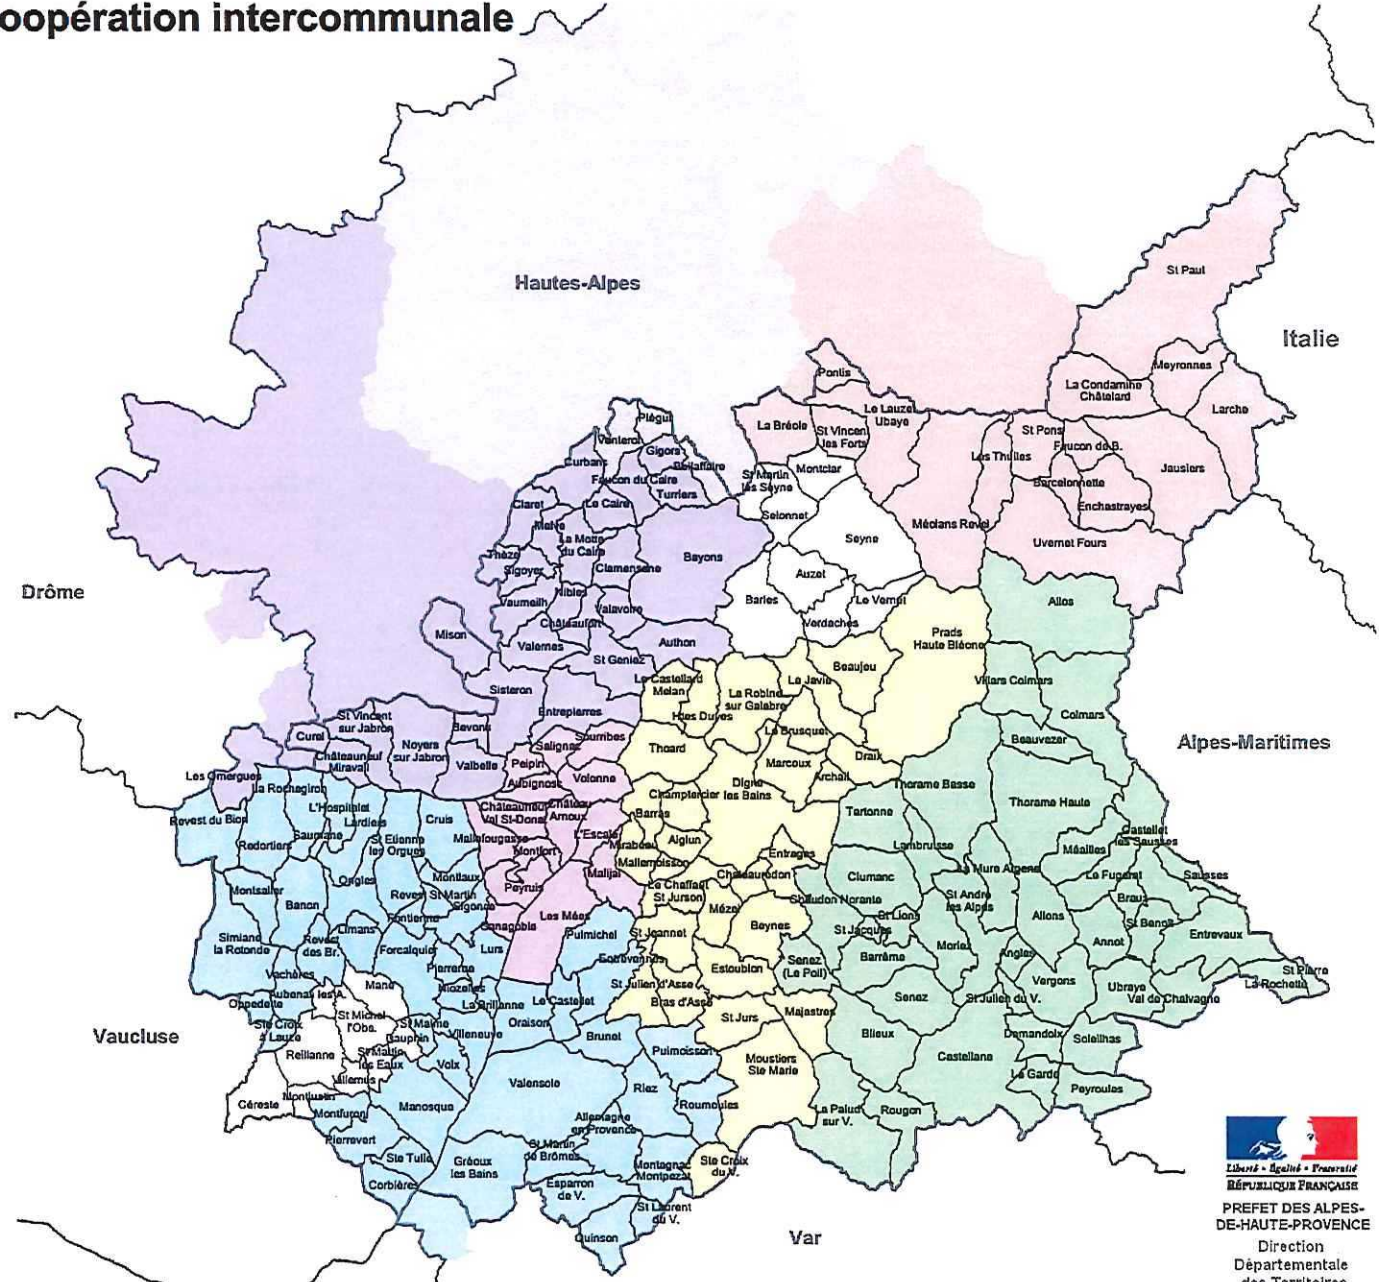 oopération intercommunale
Hautes-Alpes
St Paul
Italie
Pontis
Meyronnes
La Condamine
Châtelard
Larche
Le Lauzet
Ubaye
La Bréole
St Vincent
les Forts
St Pons
Faucon de B.
Les Thuiles
Jausiers
Barcelonnette
Enchastrayes
Méolans Revel
Uvernet Fours
Piégut
Venterol
Curbans
Gigors
Bellaffaire
Faucon du Caire
Turriers
Claret
Le Caire
Melve
La Motte
du Caire
Thèze
Sigoyer
Clamensane
Bayons
St Martin
les Seyne
Montclar
Selonnet
Seyne
Auzet
Barles
Le Vernet
Verdaches
Drôme
Nibles
Vaumeilh
Valavoire
Châteaufort
Mison
Valernes
Authon
St Geniez
Sisteron
Allos
Prads
Haute Bléone
Beaujeu
Villars Colmars
Colmars
Le Castellard
Melan
La Robine
sur Galabre
La Javie
Htes Duyes
Le Brusquet
Entrepierres
St Vincent
sur Jabron
Bevons
Curel
Noyers
sur Jabron
Châteauneuf
Miravail
Valbelle
Salignac
Sourribes
Peipin
Aubignosc
Volonne
Thoard
Marcoux
Draix
Archail
Digne
les Bains
Champtercier
Beauvezer
Alpes-Maritimes
Thorame Basse
Thorame Haute
Les Omergues
La Rochegiron
Revest du Bion
L'Hospitalet
Lardiers
Saumane
Redortiers
St Etienne
les Orgues
Cruis
Châteauneuf
Val St-Donat
Château
Arnoux
Mallefougasse
Montfort
L'Escale
Barras
Mirabeau
Aiglun
Mallemoisson
Entrages
Tartonne
Lambruisse
Castellet
les Sausses
Méailles
La Mure Argens
Le Fugeret
Sausses
Montsalier
Banon
Ongles
Montlaux
Revest St Martin
Sigonce
Fontienne
Peyruis
Malijai
Le Chaffaut
St Jurson
Chateauredon
Clumanc
Chaudon Norante
St Lions
St André
les Alpes
Allons
Braux
St Benoit
Annot
Entrevaux
Simiane
la Rotonde
Revest
des Br.
Limans
Forcalquier
Ganagobie
Les Mées
Lurs
Puimichel
St Jeannet
Mézel
Beynes
St Jacques
Barrême
Moriez
Angles
Vachères
Pierrerue
Niozelles
Entrevennes
Estoublon
Senez
(Le Poil)
Senez
Vergons
Ubraye
Val de Chalvagne
St Pierre
La Rochette
Oppedette
Aubenas les A.
Mane
La Brillanne
Le Castellet
St Julien d'Asse
Bras d'Asse
St Julien du V.
Vaucluse
Ste Croix
à Lauze
St Michel
l'Obs.
St Maime
Dauphin
Villeneuve
Oraison
Brunet
St Jurs
Majastres
Blieux
Demandolx
Soleilhas
Reillanne
St Martin
les Eaux
Villemus
Volx
Puimoisson
Moustiers
Ste Marie
Castellane
La Garde
Peyroules
Céreste
Montjustin
Montfuron
Manosque
Valensole
Riez
Roumoules
La Palud
sur V.
Rougon
Pierrevert
Ste Tulle
Allemagne
en Provence
Gréoux
les Bains
St Martin
de Brômes
Montagnac
Montpezat
Ste Croix
du V.
Corbières
Esparron
de V.
St Laurent
du V.
Quinson
Var
Liberté • Égalité • Fraternité
RÉPUBLIQUE FRANÇAISE
PREFET DES ALPES-
DE-HAUTE-PROVENCE
Direction
Départementale
des Territoires